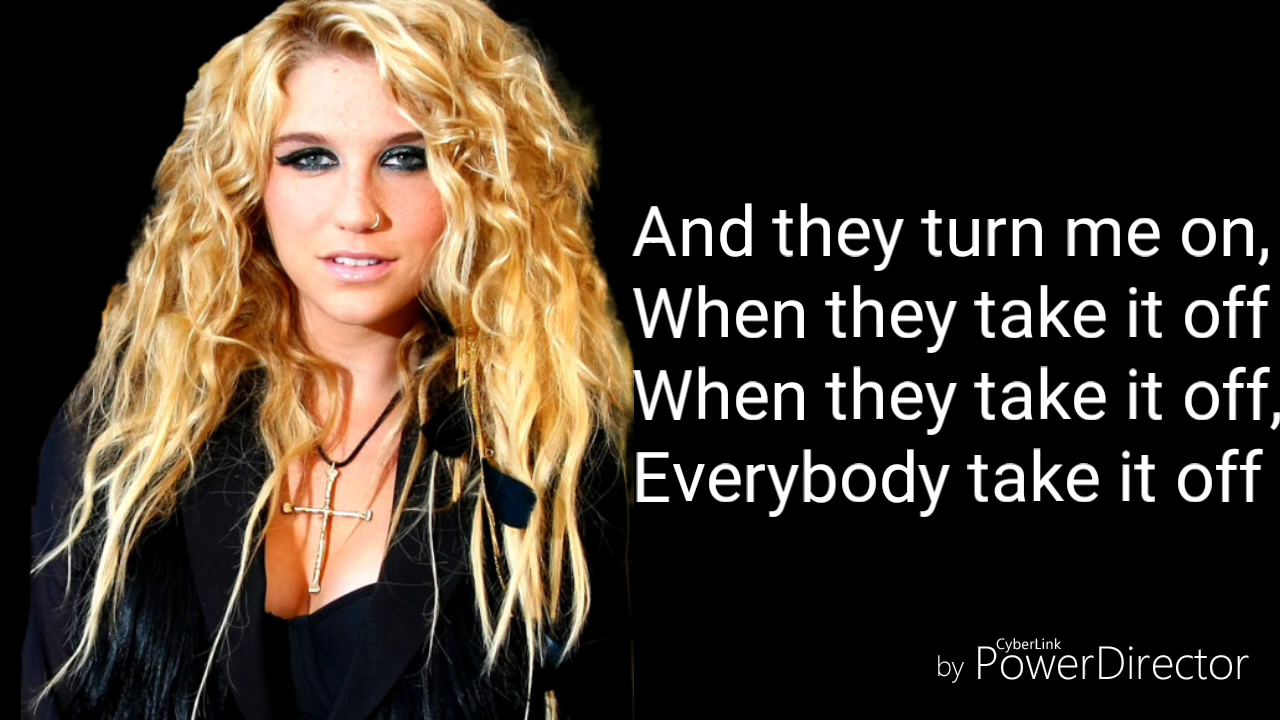 And they turn me on,
When they take it off
When they take it off,
Everybody take it off
CyberLink
by PowerDirector